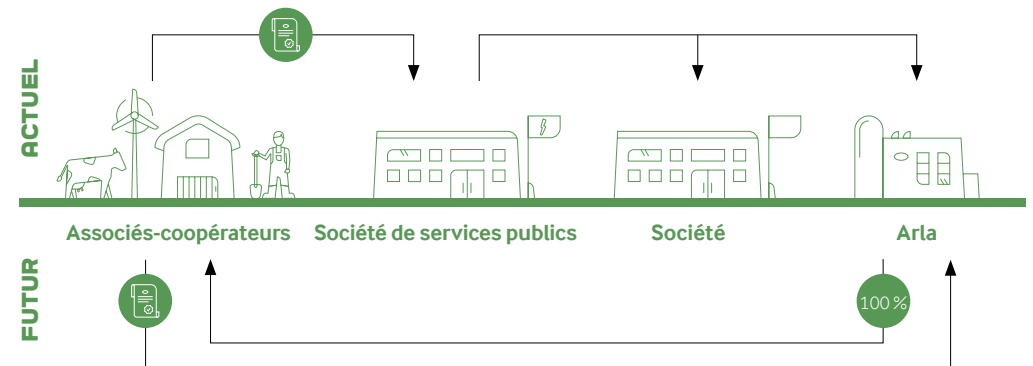 ACTUEL
Associés-coopérateurs
Société de services publics
Société
Arla
FUTUR
100 %